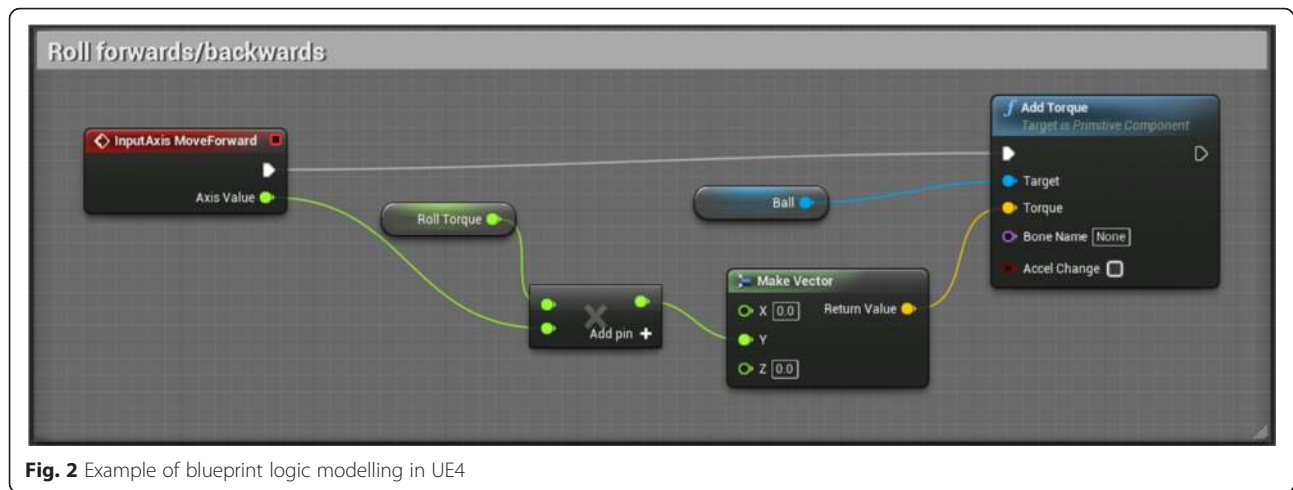 Roll forwards/backwards
InputAxis MoveForward
Axis Value
Roll Torque
Add pin +
Ball
Make Vector
X 0.0 Return Value
Y
Z 0.0
f Add Torque
Target is Primitive Component
Target
Torque
Bone Name None
Accel Change
Fig. 2 Example of blueprint logic modelling in UE4